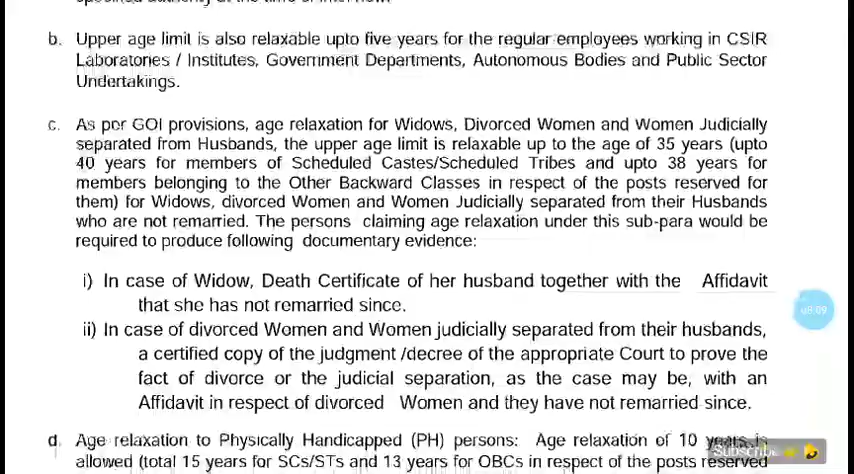 b. Upper age limit is also relaxable upto five years for the regular employees working in CSIR
Laboratories / Institutes, Government Departments, Autonomous Bodies and Public Sector
Undertakings.
c. As per GOI provisions, age relaxation for Widows, Divorced Women and Women Judicially
separated from Husbands, the upper age limit is relaxable up to the age of 35 years (upto
40 years for members of Scheduled Castes/Scheduled Tribes and upto 38 years for
members belonging to the Other Backward Classes in respect of the posts reserved for
them) for Widows, divorced Women and Women Judicially separated from their Husbands
who are not remarried. The persons claiming age relaxation under this sub-para would be
required to produce following documentary evidence:
i) In case of Widow, Death Certificate of her husband together with the Affidavit
that she has not remarried since.
08:09
ii) In case of divorced Women and Women judicially separated from their husbands,
a certified copy of the judgment /decree of the appropriate Court to prove the
fact of divorce or the judicial separation, as the case may be, with an
Affidavit in respect of divorced Women and they have not remarried since.
d. Age relaxation to Physically Handicapped (PH) persons: Age relaxation of 10 years is
Subscribe
allowed (total 15 years for SCs/STs and 13 years for OBCs in respect of the posts reserved